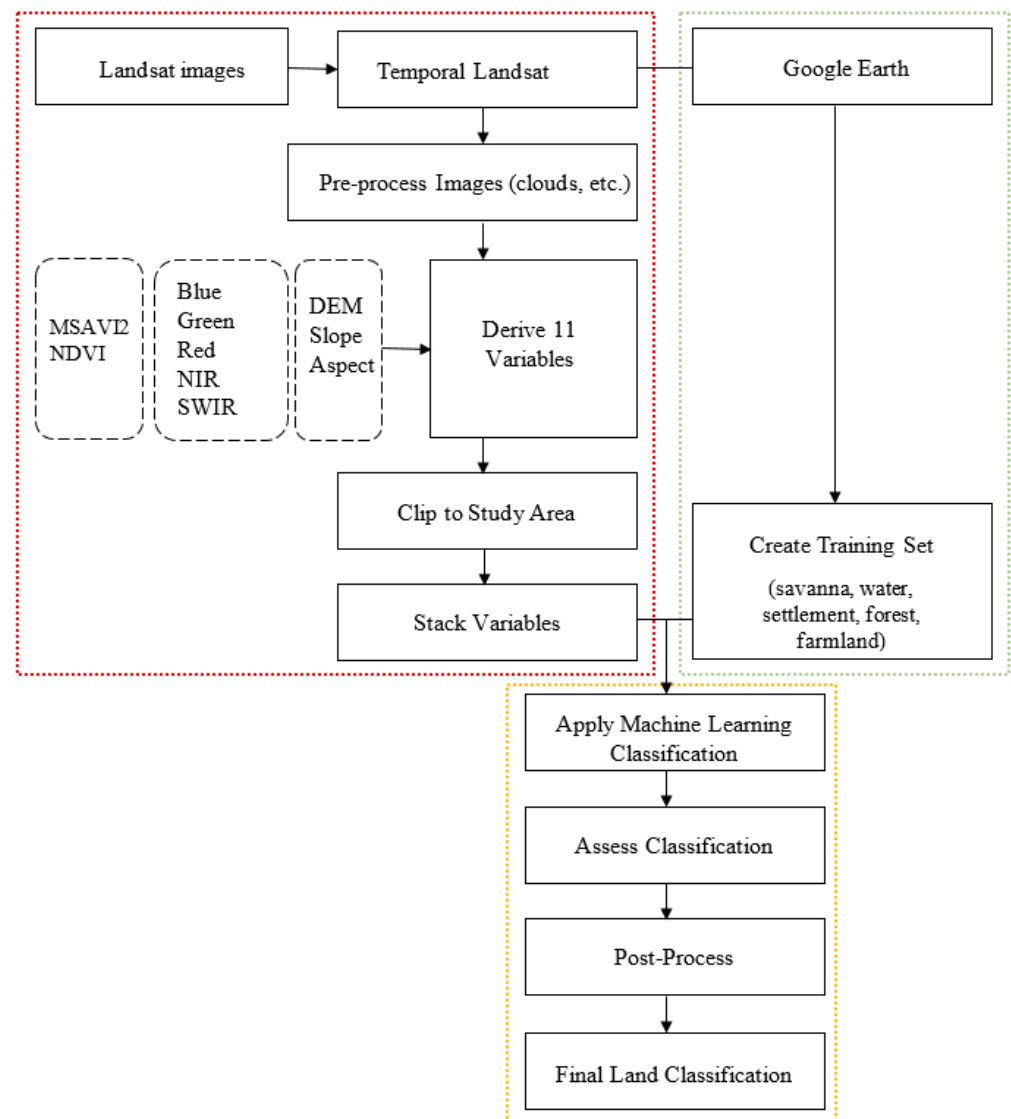 Landsat images
Temporal Landsat
Google Earth
Pre-process Images (clouds, etc.)
MSAVI2
NDVI
Blue
Green
Red
NIR
SWIR
DEM
Slope
Aspect
Derive 11
Variables
Clip to Study Area
Stack Variables
Create Training Set
(savanna, water,
settlement, forest,
farmland)
Apply Machine Learning
Classification
Assess Classification
Post-Process
Final Land Classification